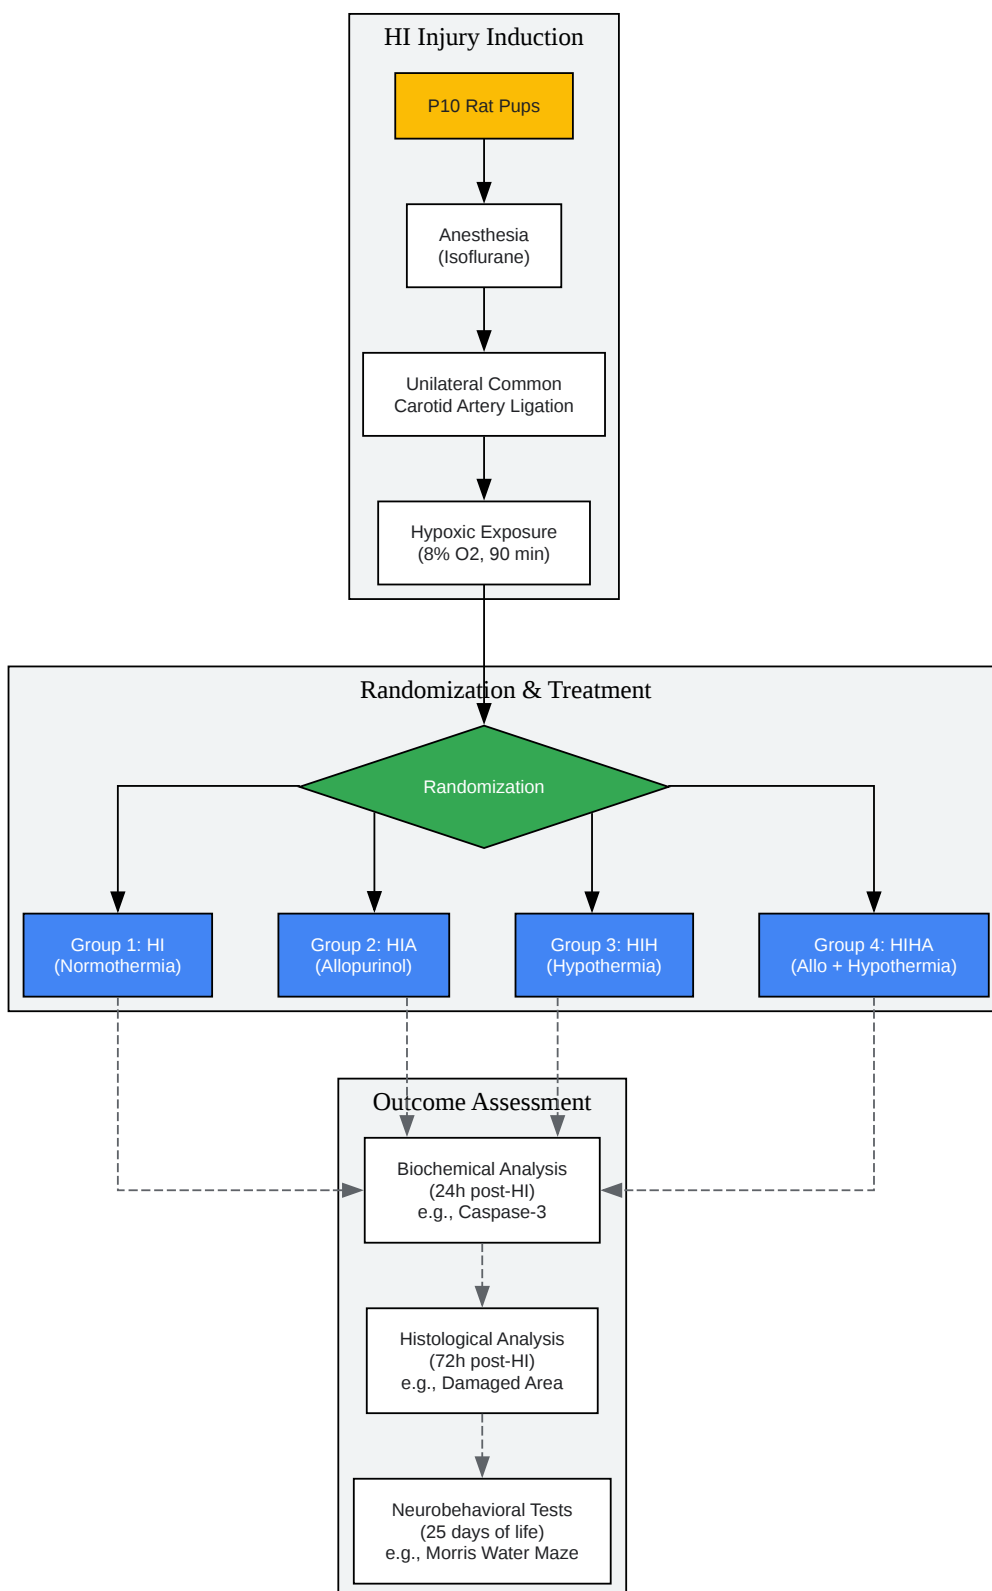 HI Injury Induction
P10 Rat Pups
Anesthesia
(Isoflurane)
Unilateral Common
Carotid Artery Ligation
Hypoxic Exposure
(8% O2, 90 min)
Randomization & Treatment
Randomization
Group 1: HI
(Normothermia)
Group 2: HIA
(Allopurinol)
Group 3: HIH
(Hypothermia)
Group 4: HIHA
(Allo + Hypothermia)
Outcome Assessment
Biochemical Analysis
(24h post-HI)
e.g., Caspase-3
Histological Analysis
(72h post-HI)
e.g., Damaged Area
Neurobehavioral Tests
(25 days of life)
e.g., Morris Water Maze